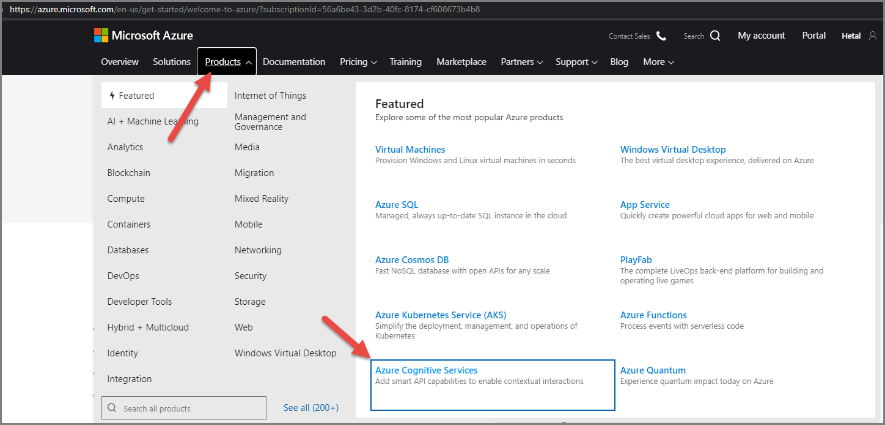 https://azure.microsoft.com/en-us/get-started/welcome-to-azure/?subscriptionId=56a6be43-3d2b-40fc-8174-cf608673b4b8
Microsoft Azure
Contact Sales
Search
My account
Portal
Hetal
Overview
Solutions
Products
Documentation
Pricing
Training
Marketplace
Partners
Support
Blog
More
Featured
AI + Machine Learning
Analytics
Blockchain
Compute
Containers
Databases
DevOps
Developer Tools
Hybrid + Multicloud
Identity
Integration
Internet of Things
Management and
Governance
Media
Migration
Mixed Reality
Mobile
Networking
Security
Storage
Web
Windows Virtual Desktop
Search all products
See all (200+)
Featured
Explore some of the most popular Azure products
Virtual Machines
Provision Windows and Linux virtual machines in seconds
Windows Virtual Desktop
The best virtual desktop experience, delivered on Azure
Azure SQL
Managed, always up-to-date SQL instance in the cloud
App Service
Quickly create powerful cloud apps for web and mobile
Azure Cosmos DB
Fast NoSQL database with open APIs for any scale
PlayFab
The complete LiveOps back-end platform for building and
operating live games
Azure Kubernetes Service (AKS)
Simplify the deployment, management, and operations of
Kubernetes
Azure Functions
Process events with serverless code
Azure Cognitive Services
Add smart API capabilities to enable contextual interactions
Azure Quantum
Experience quantum impact today on Azure